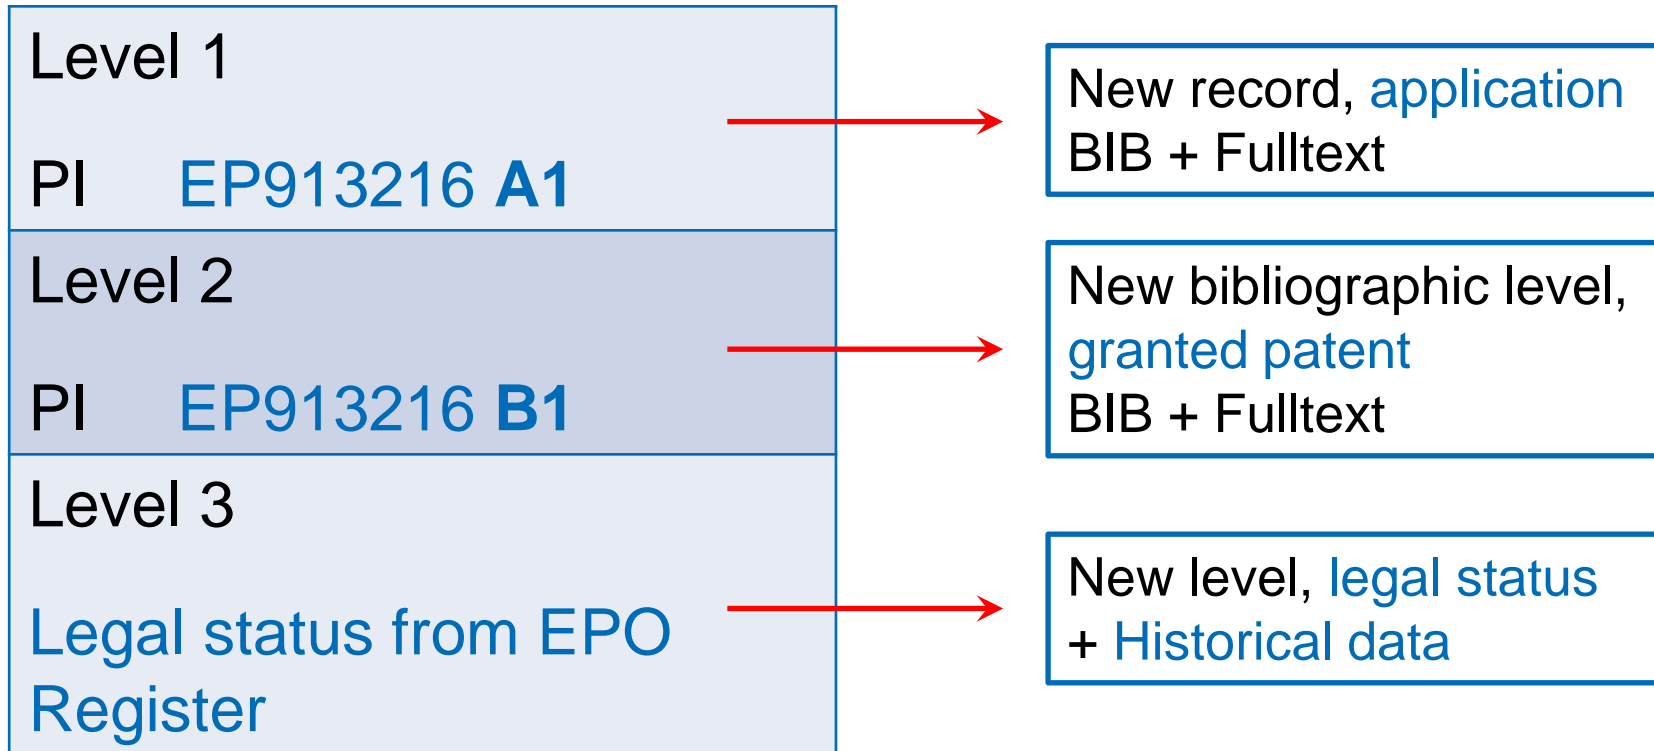 Level 1
PI EP913216 A1
Level 2
PI EP913216 B1
Level 3
Legal status from EPO
Register
New record, application
BIB + Fulltext
New bibliographic level,
granted patent
BIB + Fulltext
New level, legal status
+ Historical data